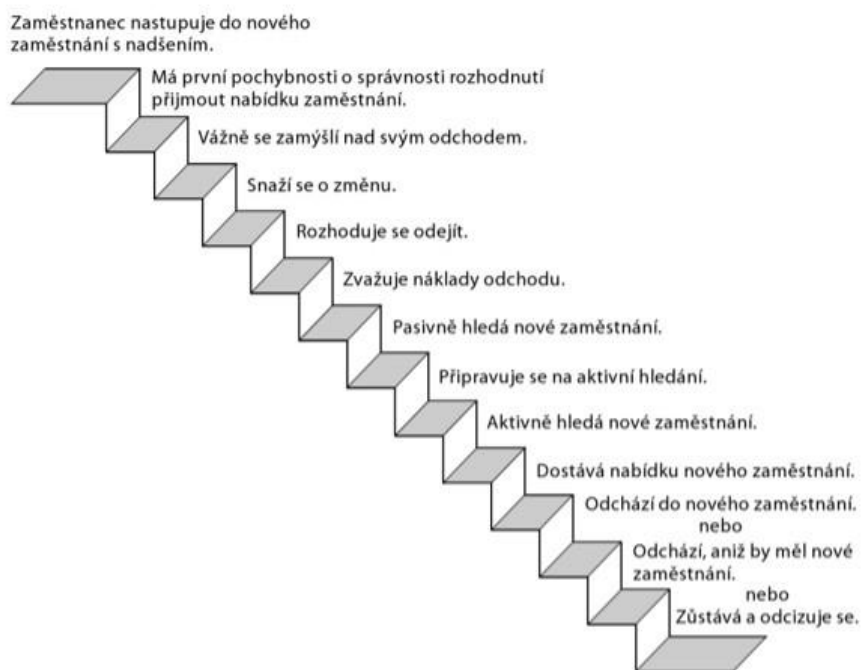 Zaměstnanec nastupuje do nového
zaměstnání s nadšením.
Má první pochybnosti o správnosti rozhodnutí
přijmout nabídku zaměstnání.
Vážně se zamýšlí nad svým odchodem.
Snaží se o změnu.
Rozhoduje se odejít.
Zvažuje náklady odchodu.
Pasivně hledá nové zaměstnání.
Připravuje se na aktivní hledání.
Aktivně hledá nové zaměstnání.
Dostává nabídku nového zaměstnání.
Odchází do nového zaměstnání.
nebo
Odchází, aniž by měl nové
zaměstnání.
nebo
Zůstává a odcizuje se.